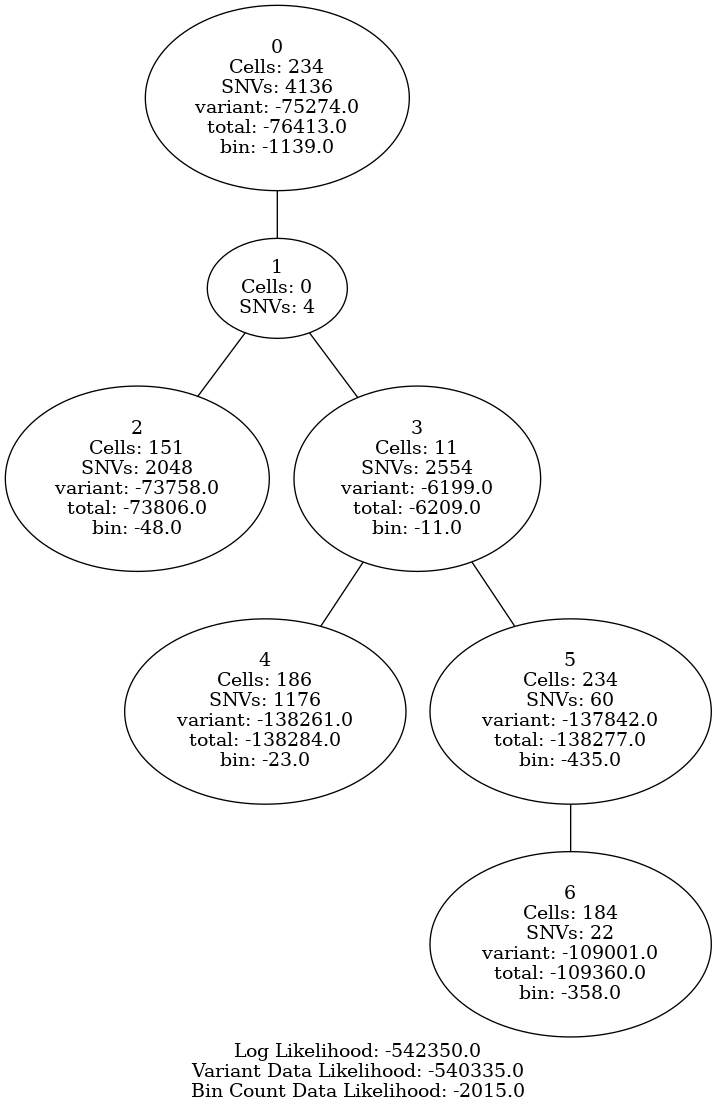 0
Cells: 234
SNVs: 4136
variant: -75274.0
total: -76413.0
bin: -1139.0
1
Cells: 0
SNVs: 4
2
Cells: 151
SNVs: 2048
variant: -73758.0
total: -73806.0
bin: -48.0
3
Cells: 11
SNVs: 2554
variant: -6199.0
total: -6209.0
bin: -11.0
4
Cells: 186
SNVs: 1176
variant: -138261.0
total: -138284.0
bin: -23.0
5
Cells: 234
SNVs: 60
variant: -137842.0
total: -138277.0
bin: -435.0
6
Cells: 184
SNVs: 22
variant: -109001.0
total: -109360.0
bin: -358.0
Log Likelihood: -542350.0
Variant Data Likelihood: -540335.0
Bin Count Data Likelihood: -2015.0